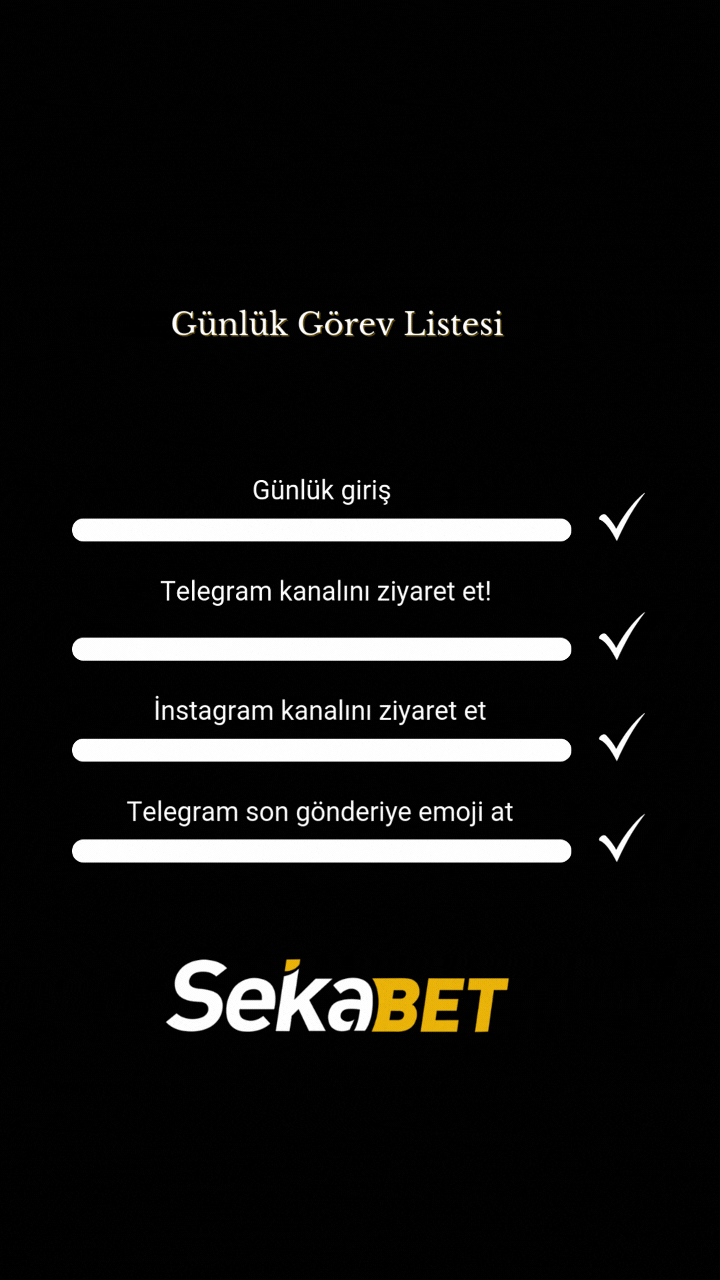 Günlük Görev Listesi
Günlük giriş
Telegram kanalını ziyaret et!
İnstagram kanalını ziyaret et
Telegram son gönderiye emoji at
SekaBET